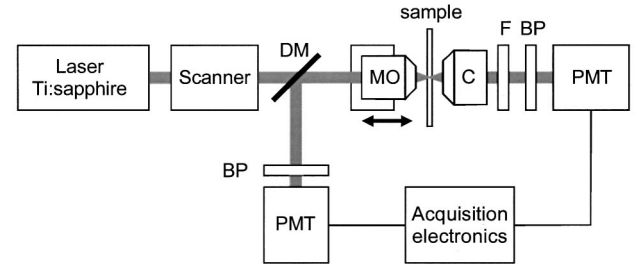 sample
DM
F BP
Laser
Ti:sapphire
Scanner
MO
C
PMT
BP
PMT
Acquisition
electronics